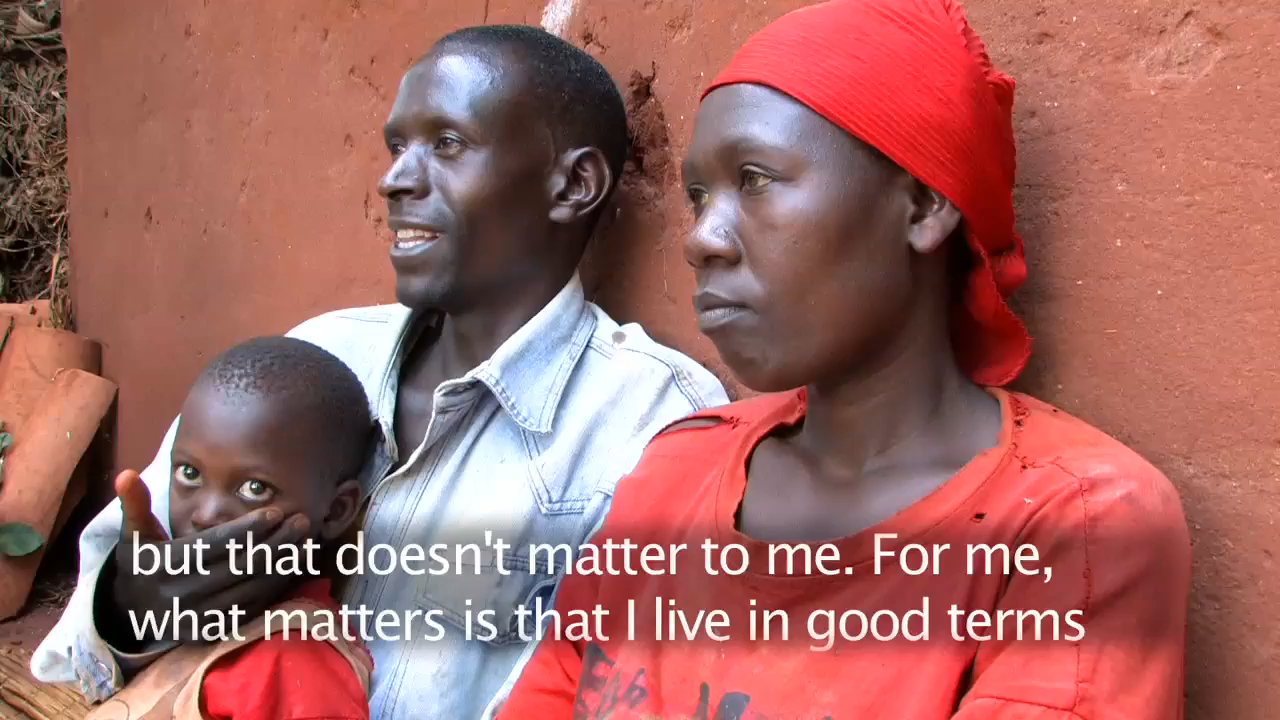 but that doesn't matter to me. For me,
what matters is that I live in good terms